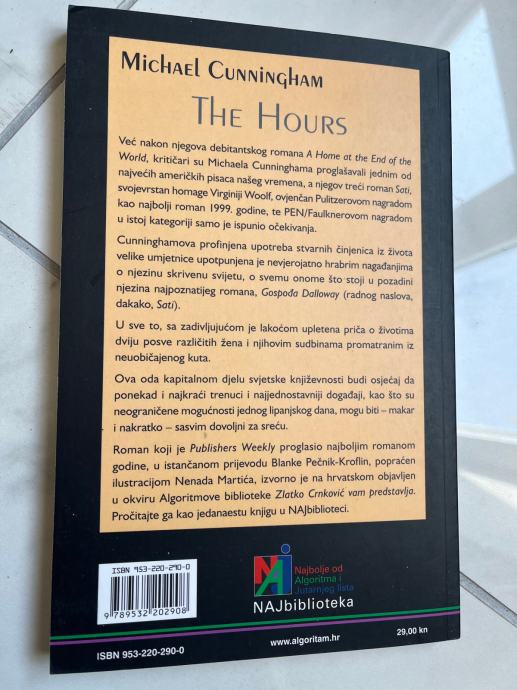 MICHAEL CUNNINGHAM
THE HOURS
Već nakon njegova debitantskog romana A Home at the End of the
World, kritičari su Michaela Cunninghama proglašavali jednim od
najvećih američkih pisaca našeg vremena, a njegov treći roman Sati,
svojevrstan homage Virginiji Woolf, ovjenčan Pulitzerovom nagradom
kao najbolji roman 1999. godine, te PEN/Faulknerovom nagradom
u istoj kategoriji samo je ispunio očekivanja.
Cunninghamova profinjena upotreba stvarnih činjenica iz života
velike umjetnice upotpunjena je nevjerojatno hrabrim nagađanjima
o njezinu skrivenu svijetu, o svemu onome što stoji u pozadini
njezina najpoznatijeg romana, Gospođa Dalloway (radnog naslova,
dakako, Sati).
U sve to, sa zadivljujućom je lakoćom upletena priča o životima
dviju posve različitih žena i njihovim sudbinama promatranim iz
neuobičajenog kuta.
Ova oda kapitalnom djelu svjetske književnosti budi osjećaj da
ponekad i najkraći trenuci i najjednostavniji događaji, kao što su
neograničene mogućnosti jednog lipanjskog dana, mogu biti – makar
i nakratko – sasvim dovoljni za sreću.
Roman koji je Publishers Weekly proglasio najboljim romanom
godine, u istančanom prijevodu Blanke Pečnik-Kroflin, popraćen
ilustracijom Nenada Martića, izvorno je na hrvatskom objavljen
u okviru Algoritmove biblioteke Zlatko Crnković vam predstavlja.
Pročitajte ga kao jedanaestu knjigu u NAJbiblioteci.
ISBN 953-220-290-0
9 789532 202908
NAJ
Najbolje od
Algoritma i
Jutarnjeg lista
NAJbiblioteka
ISBN 953-220-290-0
www.algoritam.hr
29,00 kn